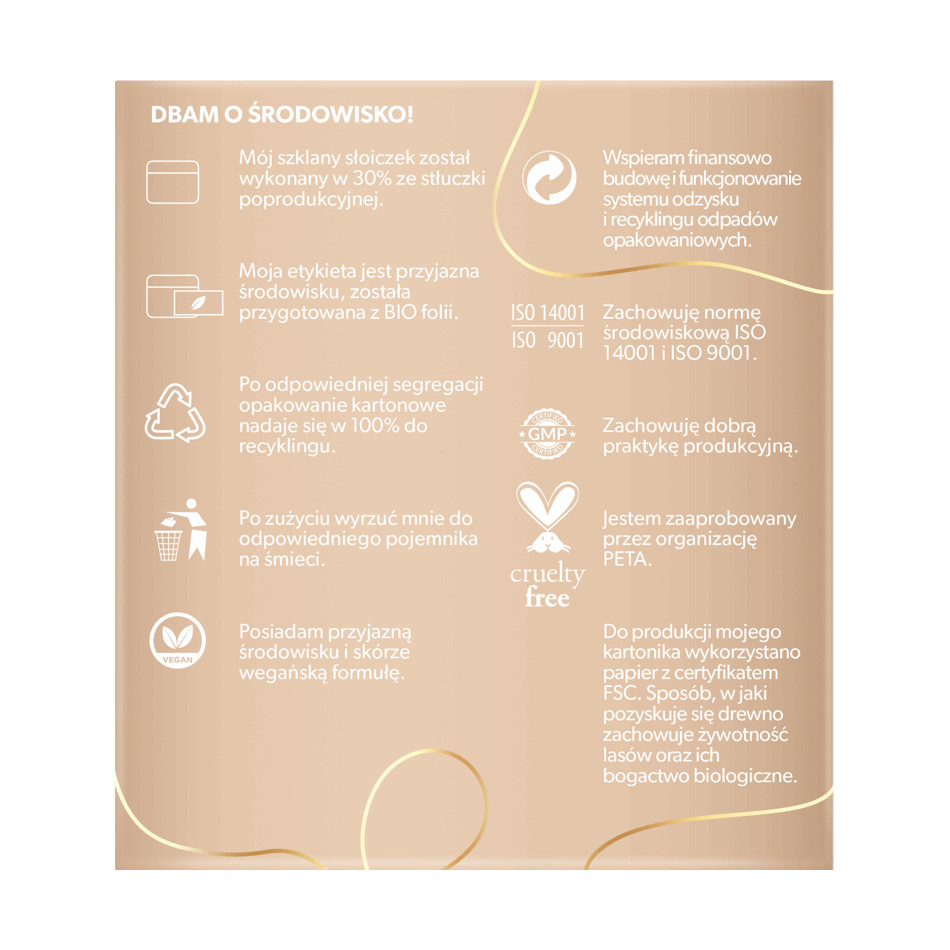 DBAM O ŚRODOWISKO!
Mój szklany słoiczek został
wykonany w 30% ze stłuczki
poprodukcyjnej.
Moja etykieta jest przyjazna
środowisku, została
przygotowana z BIO folii.
Po odpowiedniej segregacji
opakowanie kartonowe
nadaje się w 100% do
recyklingu.
Po zużyciu wyrzuć mnie do
odpowiedniego pojemnika
na śmieci.
VEGAN
Posiadam przyjazną
środowisku i skórze
wegańską formułę.
Wspieram finansowo
budowę i funkcjonowanie
systemu odzysku
i recyklingu odpadów
opakowaniowych.
ISO 14001
ISO 9001
Zachowuję normę
środowiskową ISO
14001 i ISO 9001.
CERTIFIED
GMP
CERTIFIED
Zachowuję dobrą
praktykę produkcyjną.
cruelty
free
Jestem zaaprobowany
przez organizację
PETA.
Do produkcji mojego
kartonika wykorzystano
papier z certyfikatem
FSC. Sposób, w jaki
pozyskuje się drewno
zachowuje żywotność
lasów oraz ich
bogactwo biologiczne.